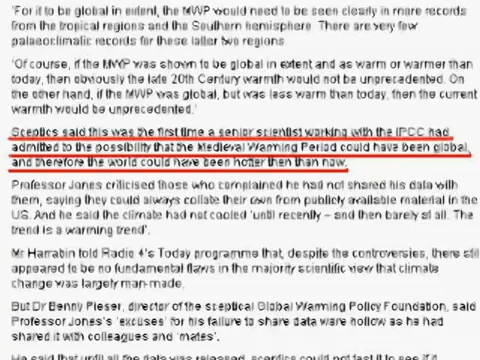 'For it to be global in extent, the MWP would need to be seen clearly in more records
from the tropical regions and the Southern hemisphere. There are very few
palaeoclimatic records for these latter two regions.
'Of course, if the MWP was shown to be global in extent and as warm or warmer than
today, then obviously the late 20th Century warmth would not be unprecedented. On
the other hand, if the MWP was global, but was less warm than today, then the current
warmth would be unprecedented.'
Sceptics said this was the first time a senior scientist working with the IPCC had
admitted to the possibility that the Medieval Warming Period could have been global,
and therefore the world could have been hotter then than now.
Professor Jones criticised those who complained he had not shared his data with
them, saying they could always collate their own from publicly available material in the
US. And he said the climate had not cooled 'until recently – and then barely at all. The
trend is a warming trend'.
Mr Harrabin told Radio 4's Today programme that, despite the controversies, there still
appeared to be no fundamental flaws in the majority scientific view that climate
change was largely man-made.
But Dr Benny Pieser, director of the sceptical Global Warming Policy Foundation, said
Professor Jones's 'excuses' for his failure to share data were hollow as he had
shared it with colleagues and 'mates'.
He said that until all the data was released, sceptics could not test it to see if it